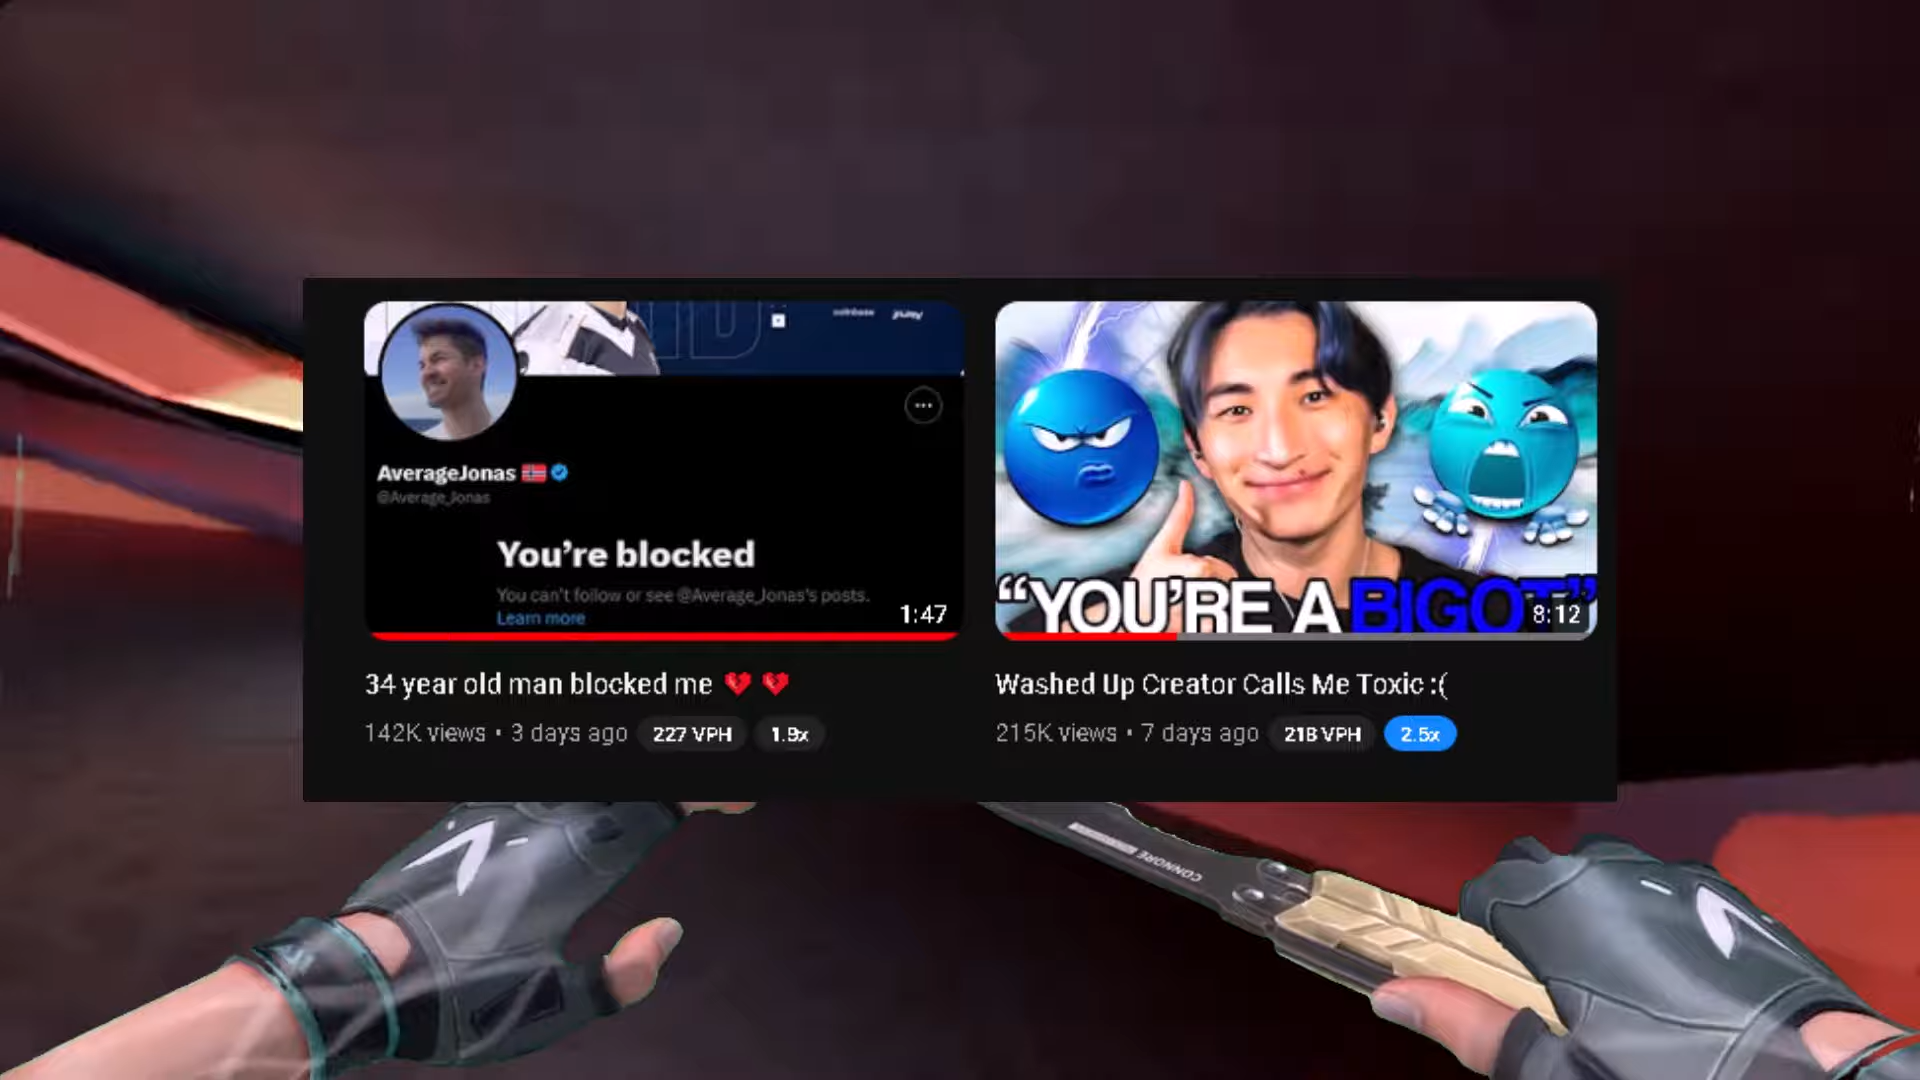 coinbase
AverageJonas
@Average_Jonas
You're blocked
You can't follow or see @Average_Jonas's posts.
Learn more
1:47
34 year old man blocked me
142K views • 3 days ago 227 VPH 1.9x
"YOU'RE A BIGOT"
8:12
Washed Up Creator Calls Me Toxic :(
215K views • 7 days ago 218 VPH 2.5x
CONNORE